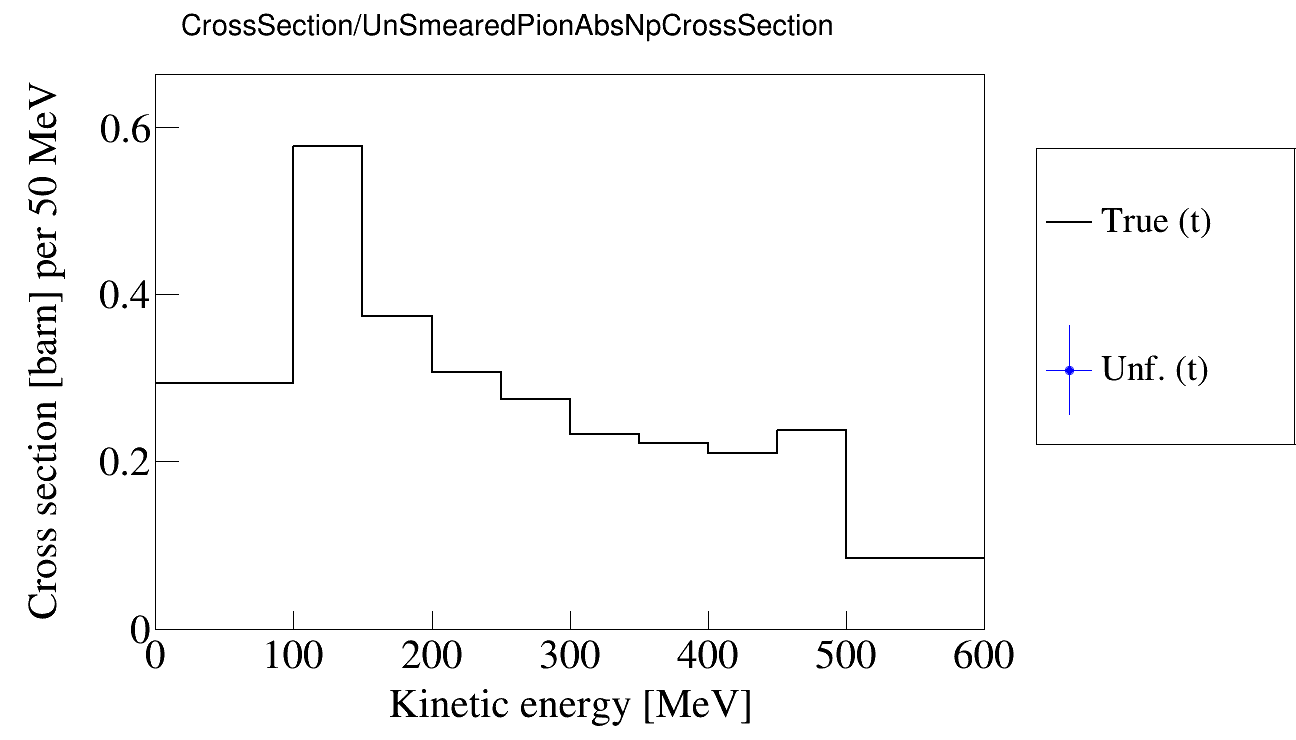 CrossSection/UnSmearedPionAbsNpCrossSection
Cross section [barn] per 50 MeV
0.6
0.4
0.2
0
0 100 200 300 400 500 600
Kinetic energy [MeV]
True (t)
Unf. (t)